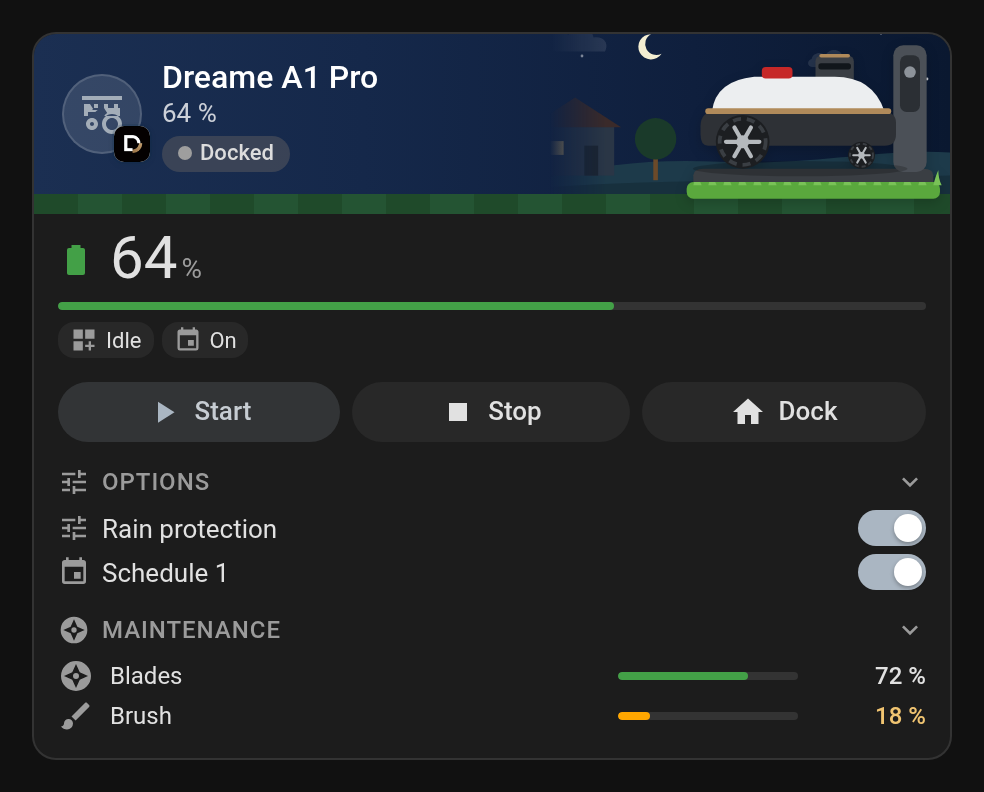 Dreame A1 Pro
64 %
D
Docked
64 %
Idle
On
Start
Stop
Dock
OPTIONS
Rain protection
Schedule 1
MAINTENANCE
Blades 72 %
Brush 18 %